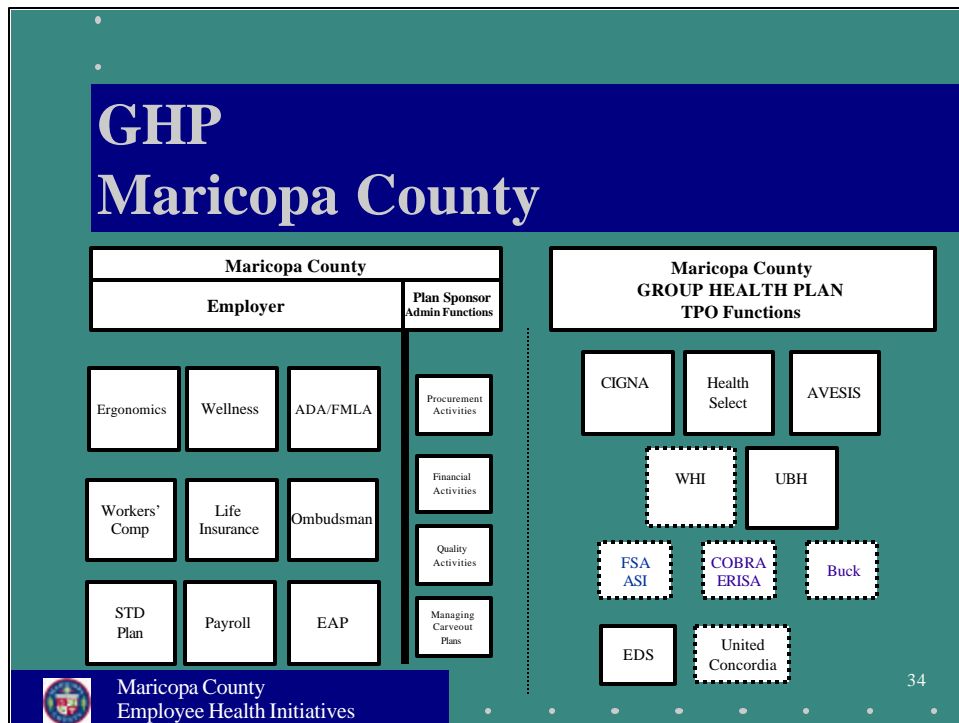 GHP
Maricopa County
Maricopa County
Employer
Plan Sponsor
Admin Functions
Ergonomics
Wellness
ADA/FMLA
Workers'
Comp
Life
Insurance
Ombudsman
STD
Plan
Payroll
EAP
Procurement
Activities
Financial
Activities
Quality
Activities
Managing
Carveout
Plans
Maricopa County
GROUP HEALTH PLAN
TPO Functions
CIGNA
Health
Select
AVESIS
WHI
UBH
FSA
ASI
COBRA
ERISA
Buck
EDS
United
Concordia
Maricopa County
Employee Health Initiatives
34